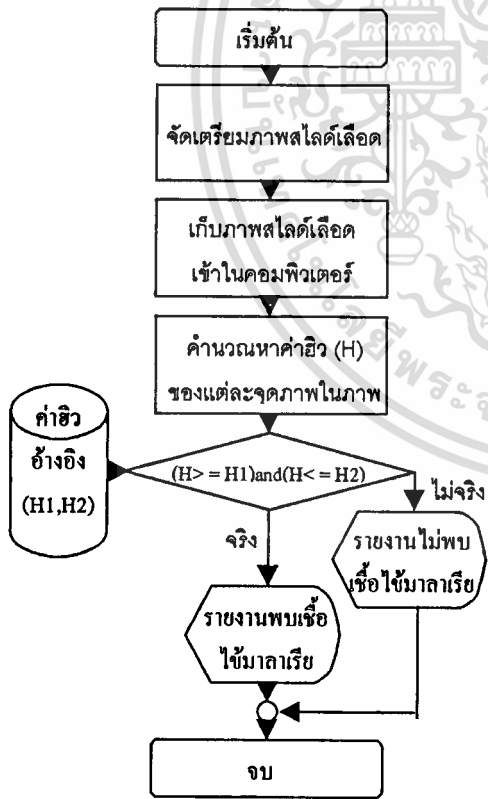 เริ่มต้น
จัดเตรียมภาพสไลด์เลือด
เก็บภาพสไลด์เลือด
เข้าในคอมพิวเตอร์
คำนวณหาค่าฮิว (H)
ของแต่ละจุดภาพในภาพ
ค่าฮิว
อ้างอิง
(H1,H2)
(H> = H1)and(H< = H2)
ไม่จริง
จริง
รายงานไม่พบ
เชื้อไข้มาลาเรีย
รายงานพบเชื้อ
ไข้มาลาเรีย
จบ